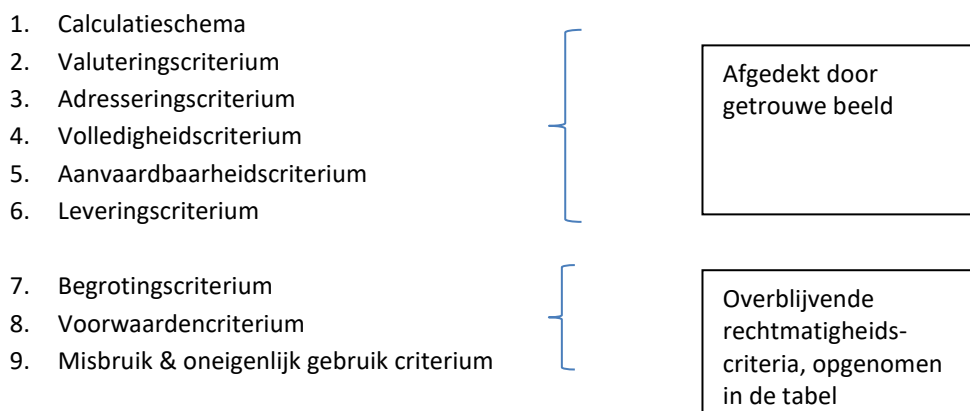 1. Calculatieschema
2. Valuteringscriterium
3. Adresseringscriterium
4. Volledigheidscriterium
5. Aanvaardbaarheidscriterium
6. Leveringscriterium
Afgedekt door
getrouwe beeld
7. Begrotingscriterium
8. Voorwaardencriterium
9. Misbruik & oneigenlijk gebruik criterium
Overblijvende
rechtmatigheids-
criteria, opgenomen
in de tabel